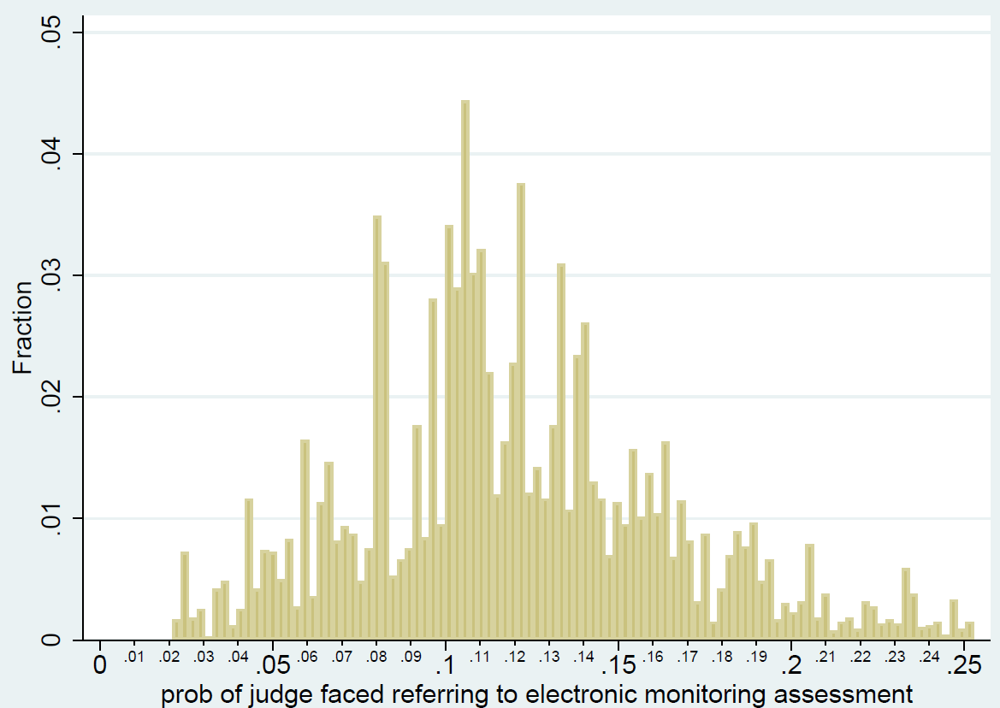 .05
.04
.03
.02
.01
0
Fraction
0 .01 .02 .03 .04 .05 .06 .07 .08 .09 .1 .11 .12 .13 .14 .15 .16 .17 .18 .19 .2 .21 .22 .23 .24 .25
prob of judge faced referring to electronic monitoring assessment